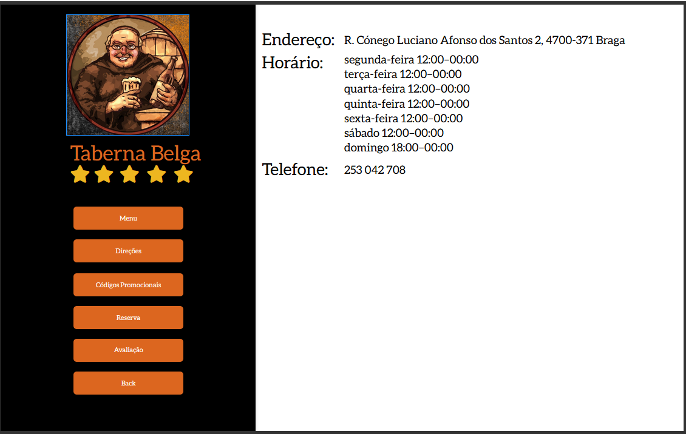 Taberna Belga
Menu
Direções
Códigos Promocionais
Reserva
Avaliação
Back
Endereço: R. Cónego Luciano Afonso dos Santos 2, 4700-371 Braga
Horário: segunda-feira 12:00–00:00
terça-feira 12:00–00:00
quarta-feira 12:00–00:00
quinta-feira 12:00–00:00
sexta-feira 12:00–00:00
sábado 12:00–00:00
domingo 18:00–00:00
Telefone: 253 042 708